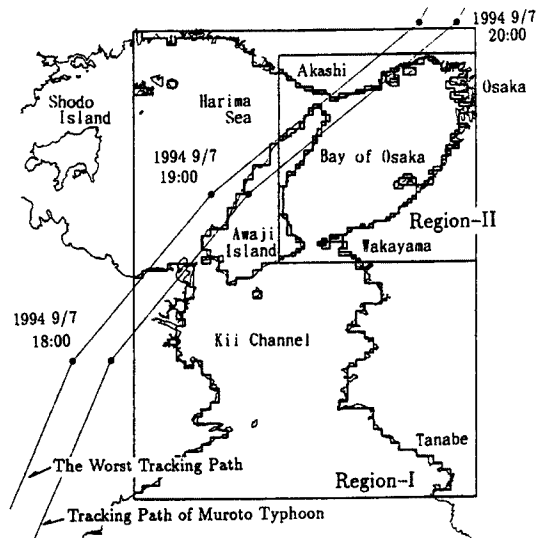 1994 9/7
20:00
Akashi
Osaka
Shodo
Island
Harima
Sea
1994 9/7
19:00
Bay of Osaka
Region-II
Awaji
Island
Wakayama
1994 9/7
18:00
Kii Channel
Tanabe
The Worst Tracking Path
Region-I
Tracking Path of Muroto Typhoon